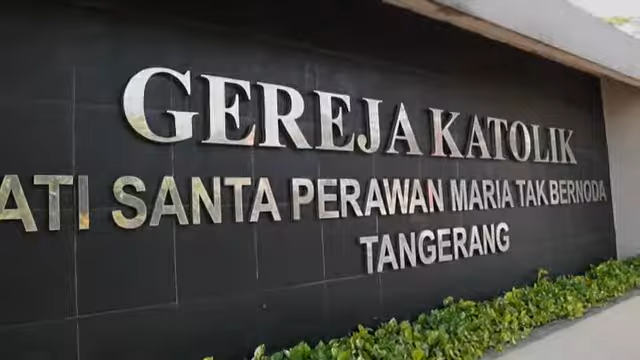 GEREJA KATOLIK
ATI SANTA PERAWAN MARIA TAK BERNODA
TANGERANG